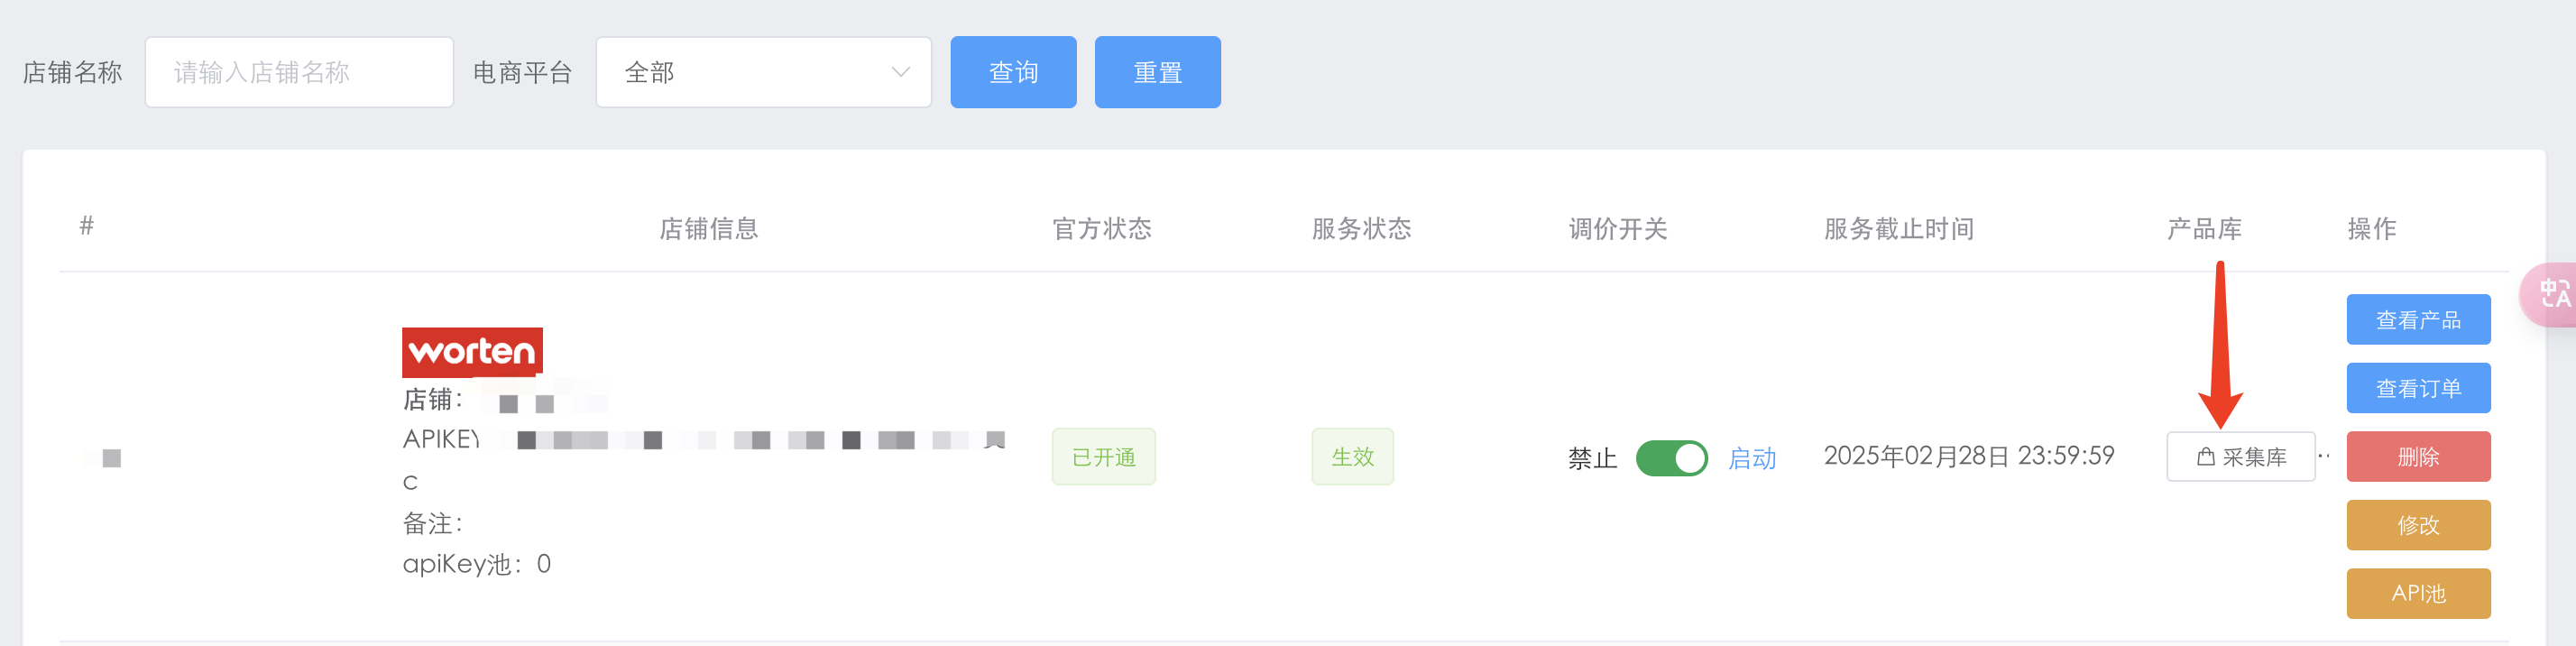 店铺名称 请输入店铺名称 电商平台 全部 查询 重置
# 店铺信息 官方状态 服务状态 调价开关 服务截止时间 产品库 操作
worten
店铺：
APIKEY
c
备注：
apiKey池：0
已开通 生效 禁止 启动 2025年02月28日 23:59:59 采集库 ..
查看产品
查看订单
删除
修改
API池